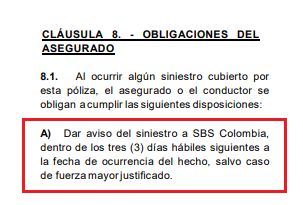 CLÁUSULA 8. - OBLIGACIONES DEL
ASEGURADO
8.1. Al ocurrir algún siniestro cubierto por
esta póliza, el asegurado o el conductor se
obligan a cumplir las siguientes disposiciones:
A) Dar aviso del siniestro a SBS Colombia,
dentro de los tres (3) días hábiles siguientes a
la fecha de ocurrencia del hecho, salvo caso
de fuerza mayor justificado.